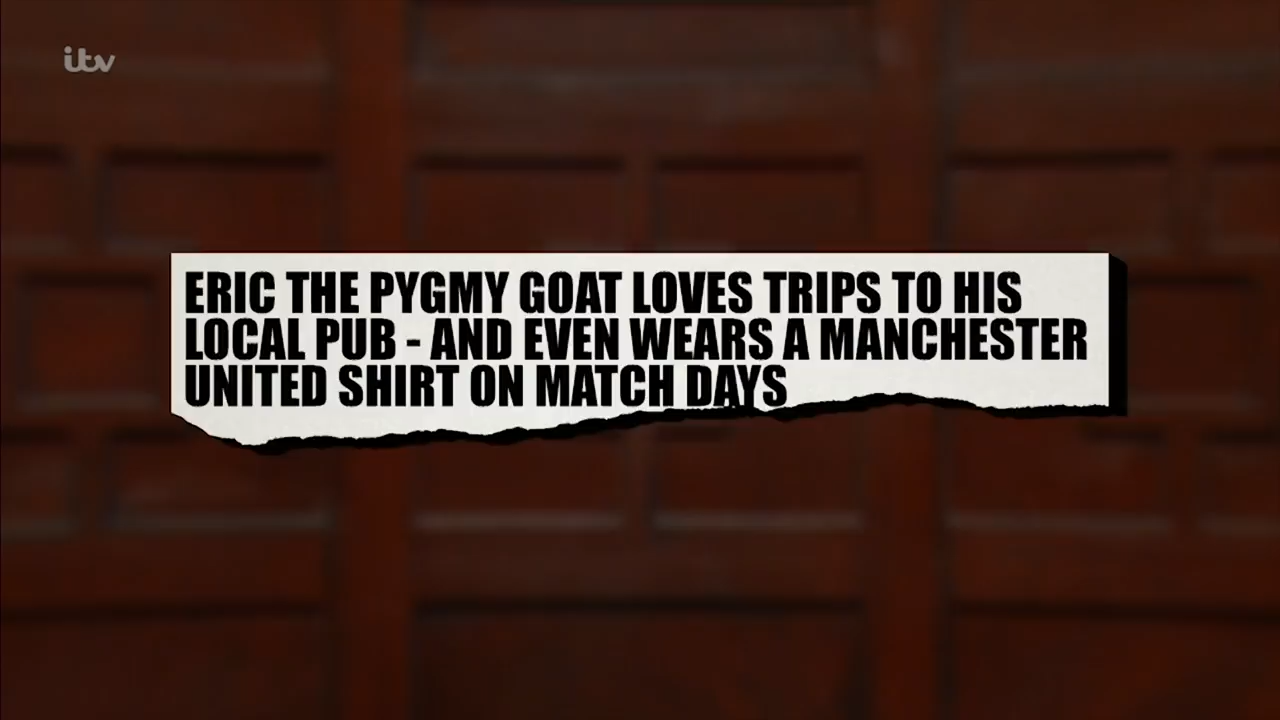 itv
ERIC THE PYGMY GOAT LOVES TRIPS TO HIS
LOCAL PUB - AND EVEN WEARS A MANCHESTER
UNITED SHIRT ON MATCH DAYS